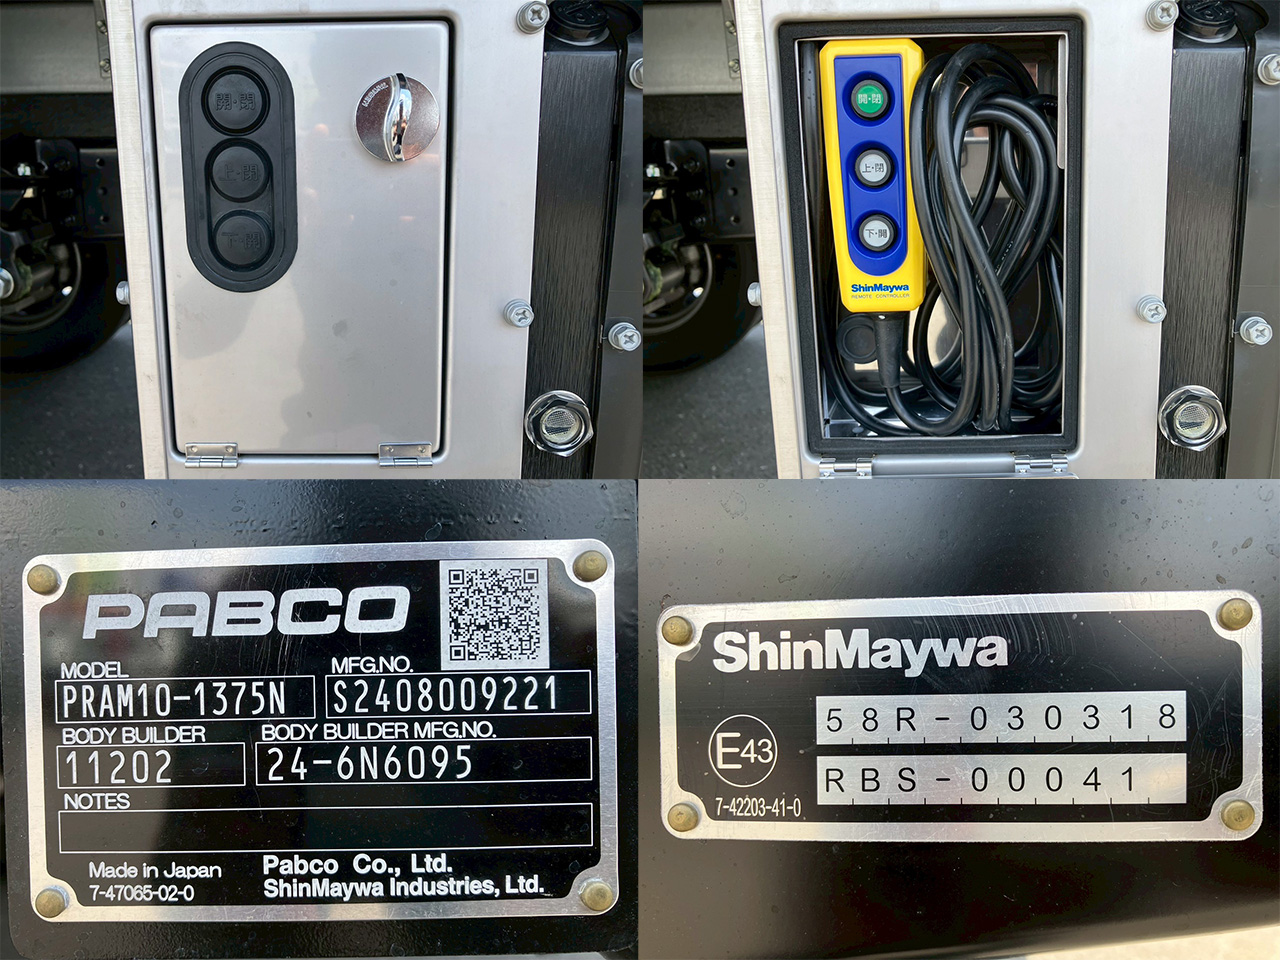 開・閉
上・閉
下・開
開・閉
上・閉
下・開
ShinMaywa
REMOTE CONTROLLER
PABCO
MODEL
PRAM10-1375N
MFG.NO.
S2408009221
BODY BUILDER
11202
BODY BUILDER MFG.NO.
24-6N6095
NOTES
Made in Japan
7-47065-02-0
Pabco Co., Ltd.
ShinMaywa Industries, Ltd.
ShinMaywa
E43
7-42203-41-0
58R-030318
RBS-00041